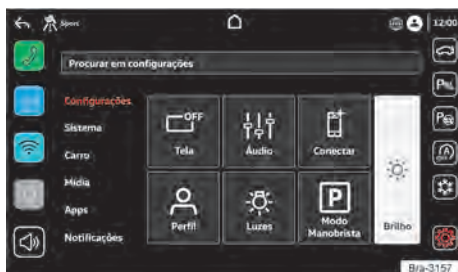 Sport
12:00
Procurar em configurações
Configurações
Sistema
Carro
Mídia
Apps
Notificações
OFF
Tela
Áudio
Conectar
Perfil
Luzes
P
Modo
Manobrista
Brilho
Bra-3157